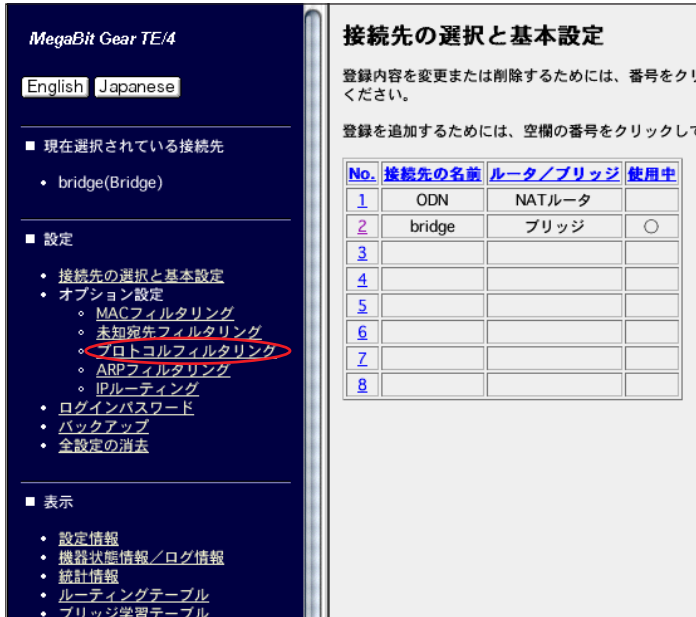 MegaBit Gear TE/4
English Japanese
■ 現在選択されている接続先
• bridge(Bridge)
■ 設定
• 接続先の選択と基本設定
• オプション設定
◦ MACフィルタリング
◦ 未知宛先フィルタリング
◦ プロトコルフィルタリング
◦ ARPフィルタリング
◦ IPルーティング
• ログインパスワード
• バックアップ
• 全設定の消去
■ 表示
• 設定情報
• 機器状態情報／ログ情報
• 統計情報
• ルーティングテーブル
• ブリッジ学習テーブル
接続先の選択と基本設定
登録内容を変更または削除するためには、番号をクリ
ください。
登録を追加するためには、空欄の番号をクリックして
No. 接続先の名前 ルータ／ブリッジ 使用中
1 ODN NATルータ
2 bridge ブリッジ ○
3
4
5
6
7
8